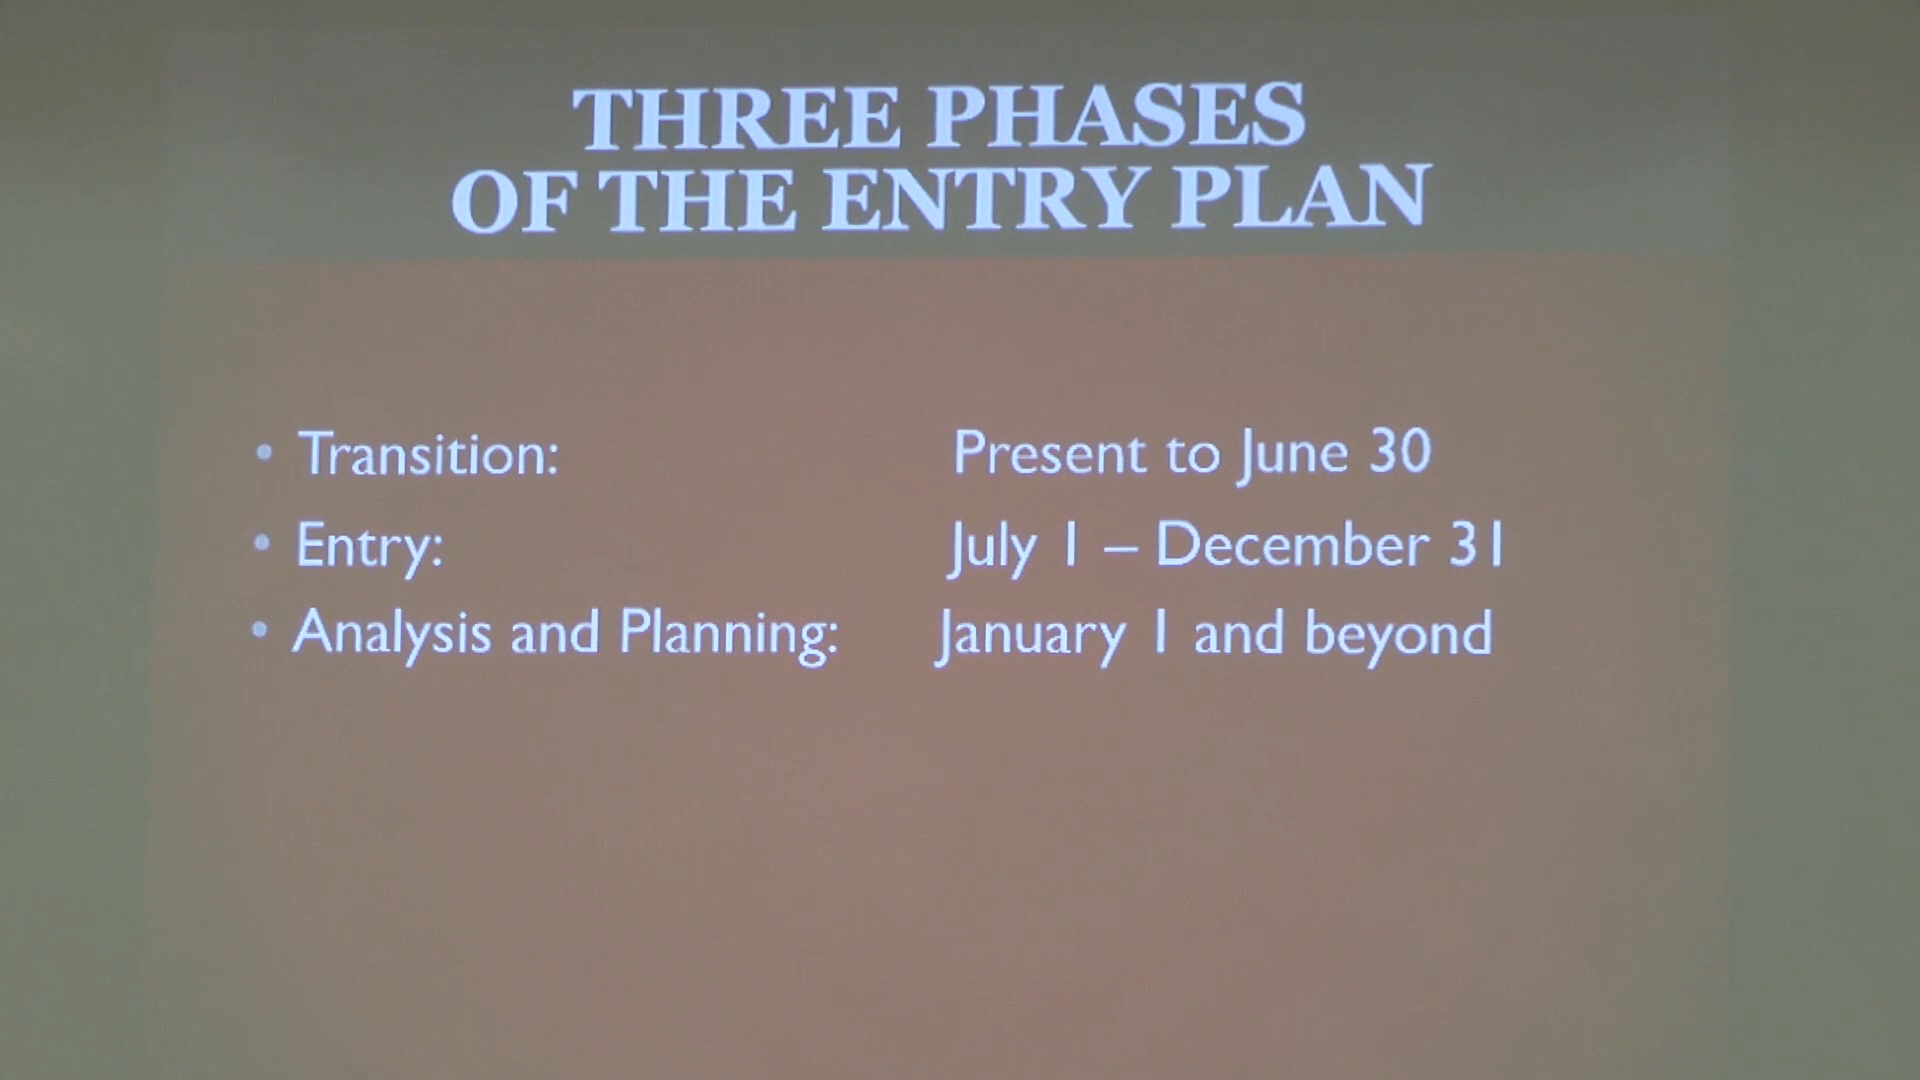 THREE PHASES
OF THE ENTRY PLAN
• Transition: Present to June 30
• Entry: July 1 – December 31
• Analysis and Planning: January 1 and beyond